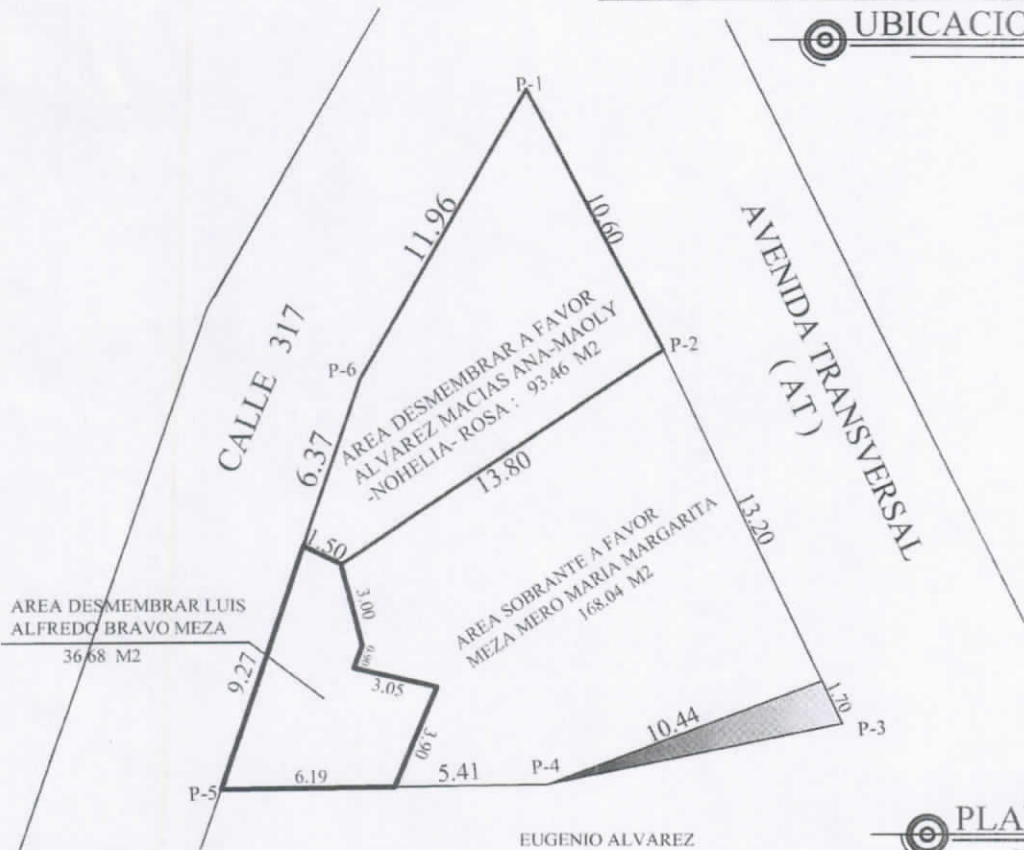 UBICACIO
P-1
11.96
10.60
AVENIDA TRANSVERSAL
( AT )
P-2
CALLE 317
P-6
AREA DESMEMBRAR A FAVOR
ALVAREZ MACIAS ANA-MAOLY
-NOHELIA- ROSA : 93.46 M2
6.37
13.80
1.50
13.20
AREA SOBRANTE A FAVOR
MEZA MERO MARIA MARGARITA
168.04 M2
3.00
AREA DESMEMBRAR LUIS
ALFREDO BRAVO MEZA
36.68 M2
9.27
3.05
3.90
1.70
10.44
P-3
P-4
5.41
6.19
P-5
EUGENIO ALVAREZ
PLA